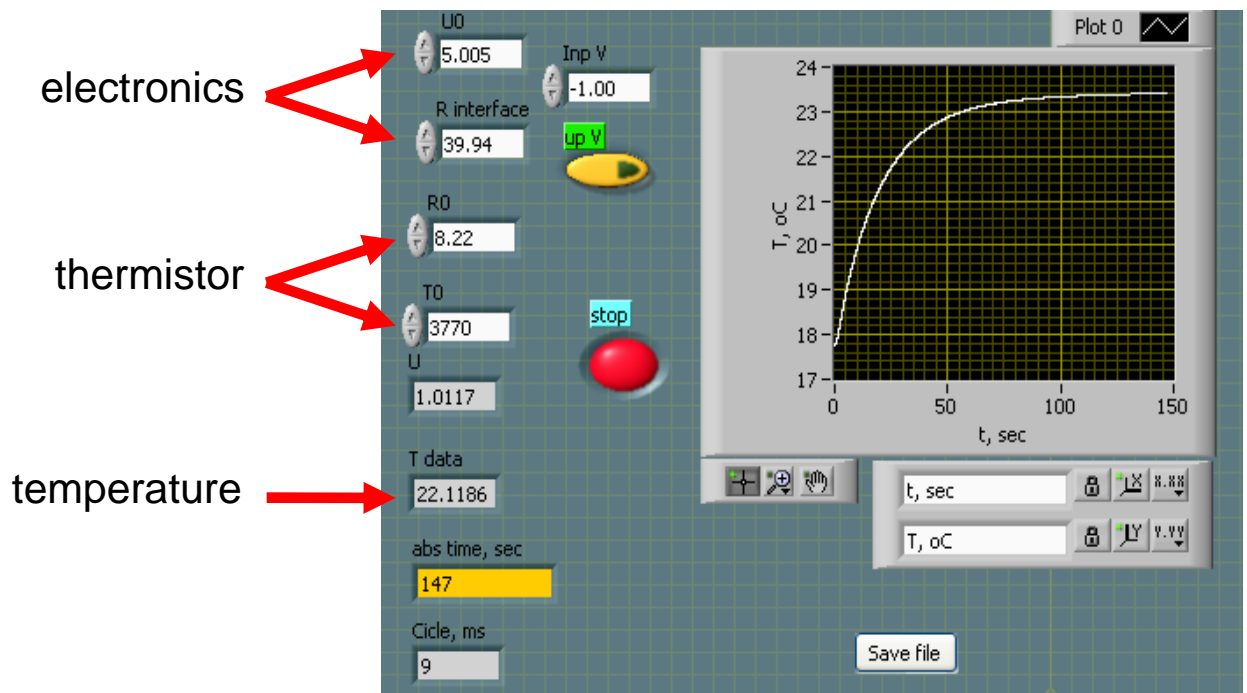 electronics
thermistor
temperature
U0
5.005
Inp V
-1.00
R interface
39.94
up V
R0
8.22
T0
3770
stop
U
1.0117
T data
22.1186
abs time, sec
147
Cicle, ms
9
Plot 0
24
23
22
21
20
19
18
17
T, oC
0 50 100 150
t, sec
t, sec
X
X.XX
T, oC
Y
Y.YY
Save file